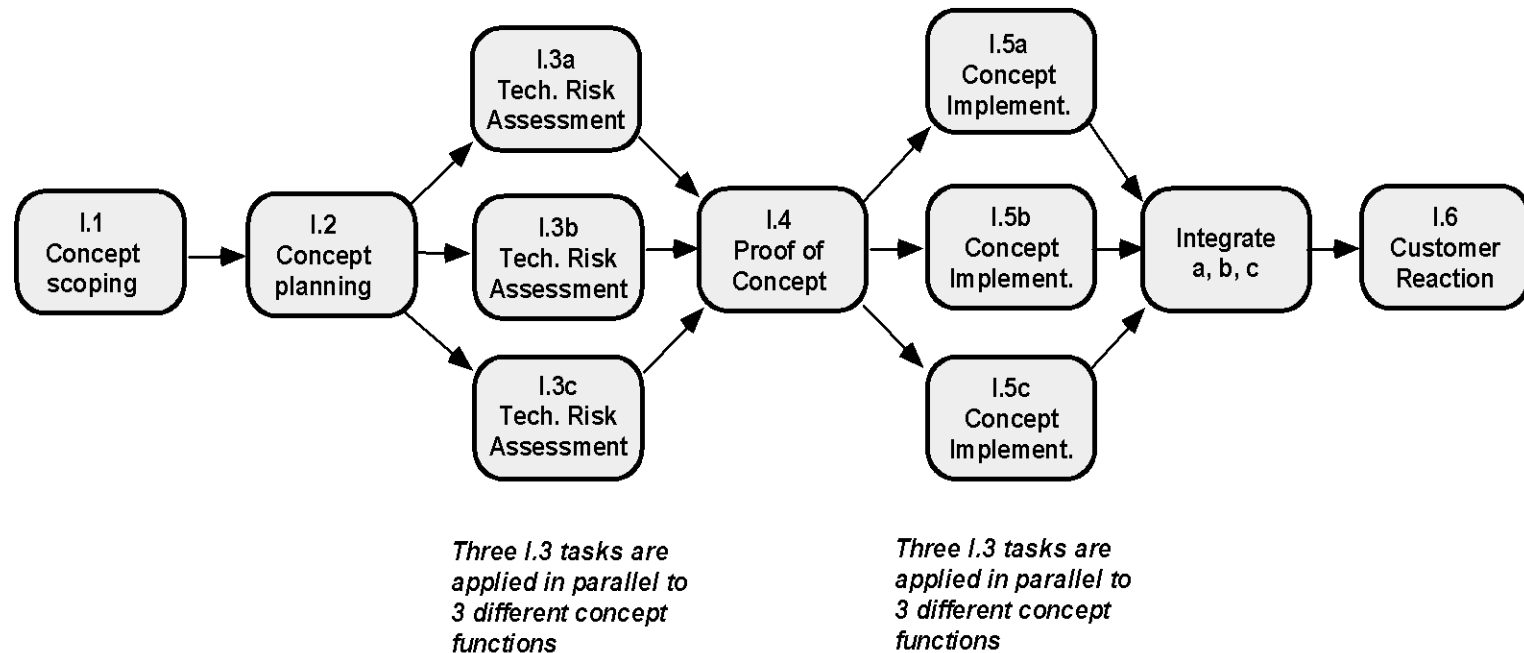 I.1
Concept
scoping
I.2
Concept
planning
I.3a
Tech. Risk
Assessment
I.3b
Tech. Risk
Assessment
I.3c
Tech. Risk
Assessment
I.4
Proof of
Concept
I.5a
Concept
Implement.
I.5b
Concept
Implement.
I.5c
Concept
Implement.
Integrate
a, b, c
I.6
Customer
Reaction
Three I.3 tasks are
applied in parallel to
3 different concept
functions
Three I.3 tasks are
applied in parallel to
3 different concept
functions